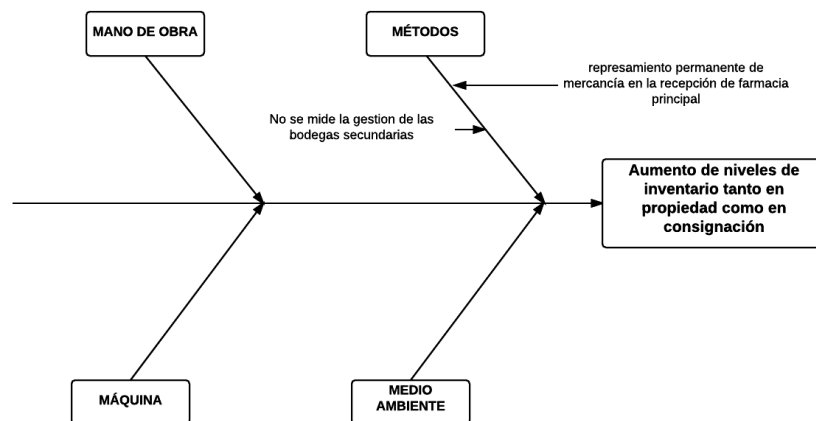 MANO DE OBRA
MÉTODOS
represamiento permanente de
mercancía en la recepción de farmacia
principal
No se mide la gestion de las
bodegas secundarias
Aumento de niveles de
inventario tanto en
propiedad como en
consignación
MÁQUINA
MEDIO
AMBIENTE